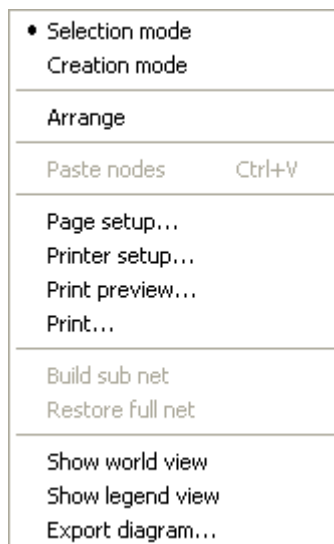 Selection mode
Creation mode
Arrange
Paste nodes Ctrl+V
Page setup...
Printer setup...
Print preview...
Print...
Build sub net
Restore full net
Show world view
Show legend view
Export diagram...